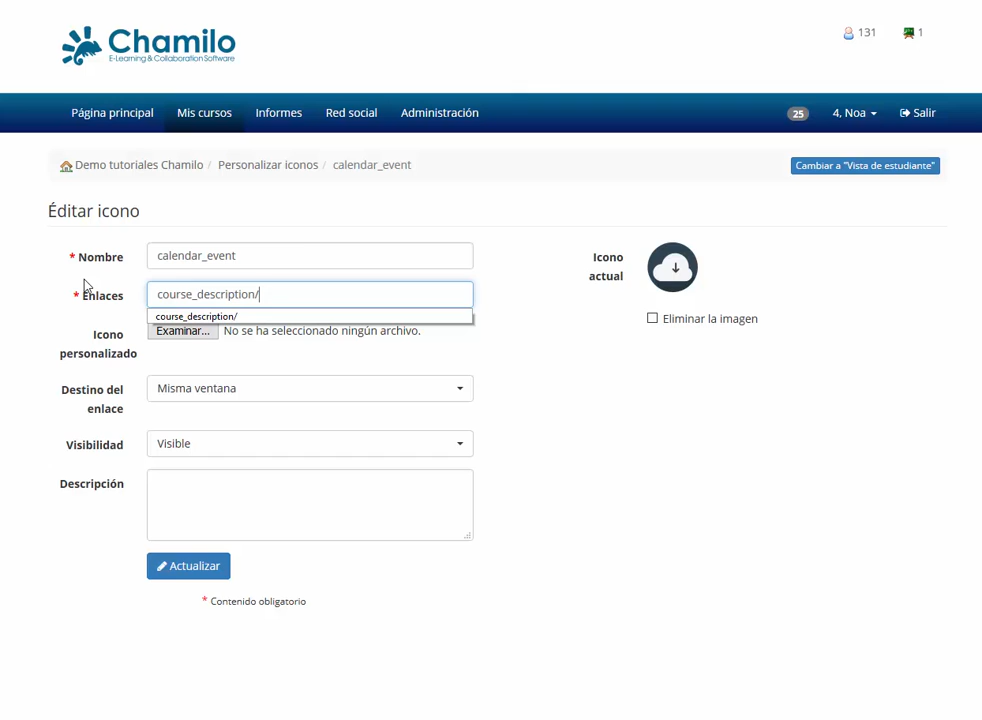 Chamilo
E-Learning & Collaboration Software
131
1
Página principal
Mis cursos
Informes
Red social
Administración
25
4, Noa
Salir
Demo tutoriales Chamilo / Personalizar iconos / calendar_event
Cambiar a "Vista de estudiante"
Éditar icono
* Nombre
calendar_event
* Enlaces
course_description/
course_description/
Icono personalizado
Examinar... No se ha seleccionado ningún archivo.
Destino del enlace
Misma ventana
Visibilidad
Visible
Descripción
Actualizar
* Contenido obligatorio
Icono actual
Eliminar la imagen